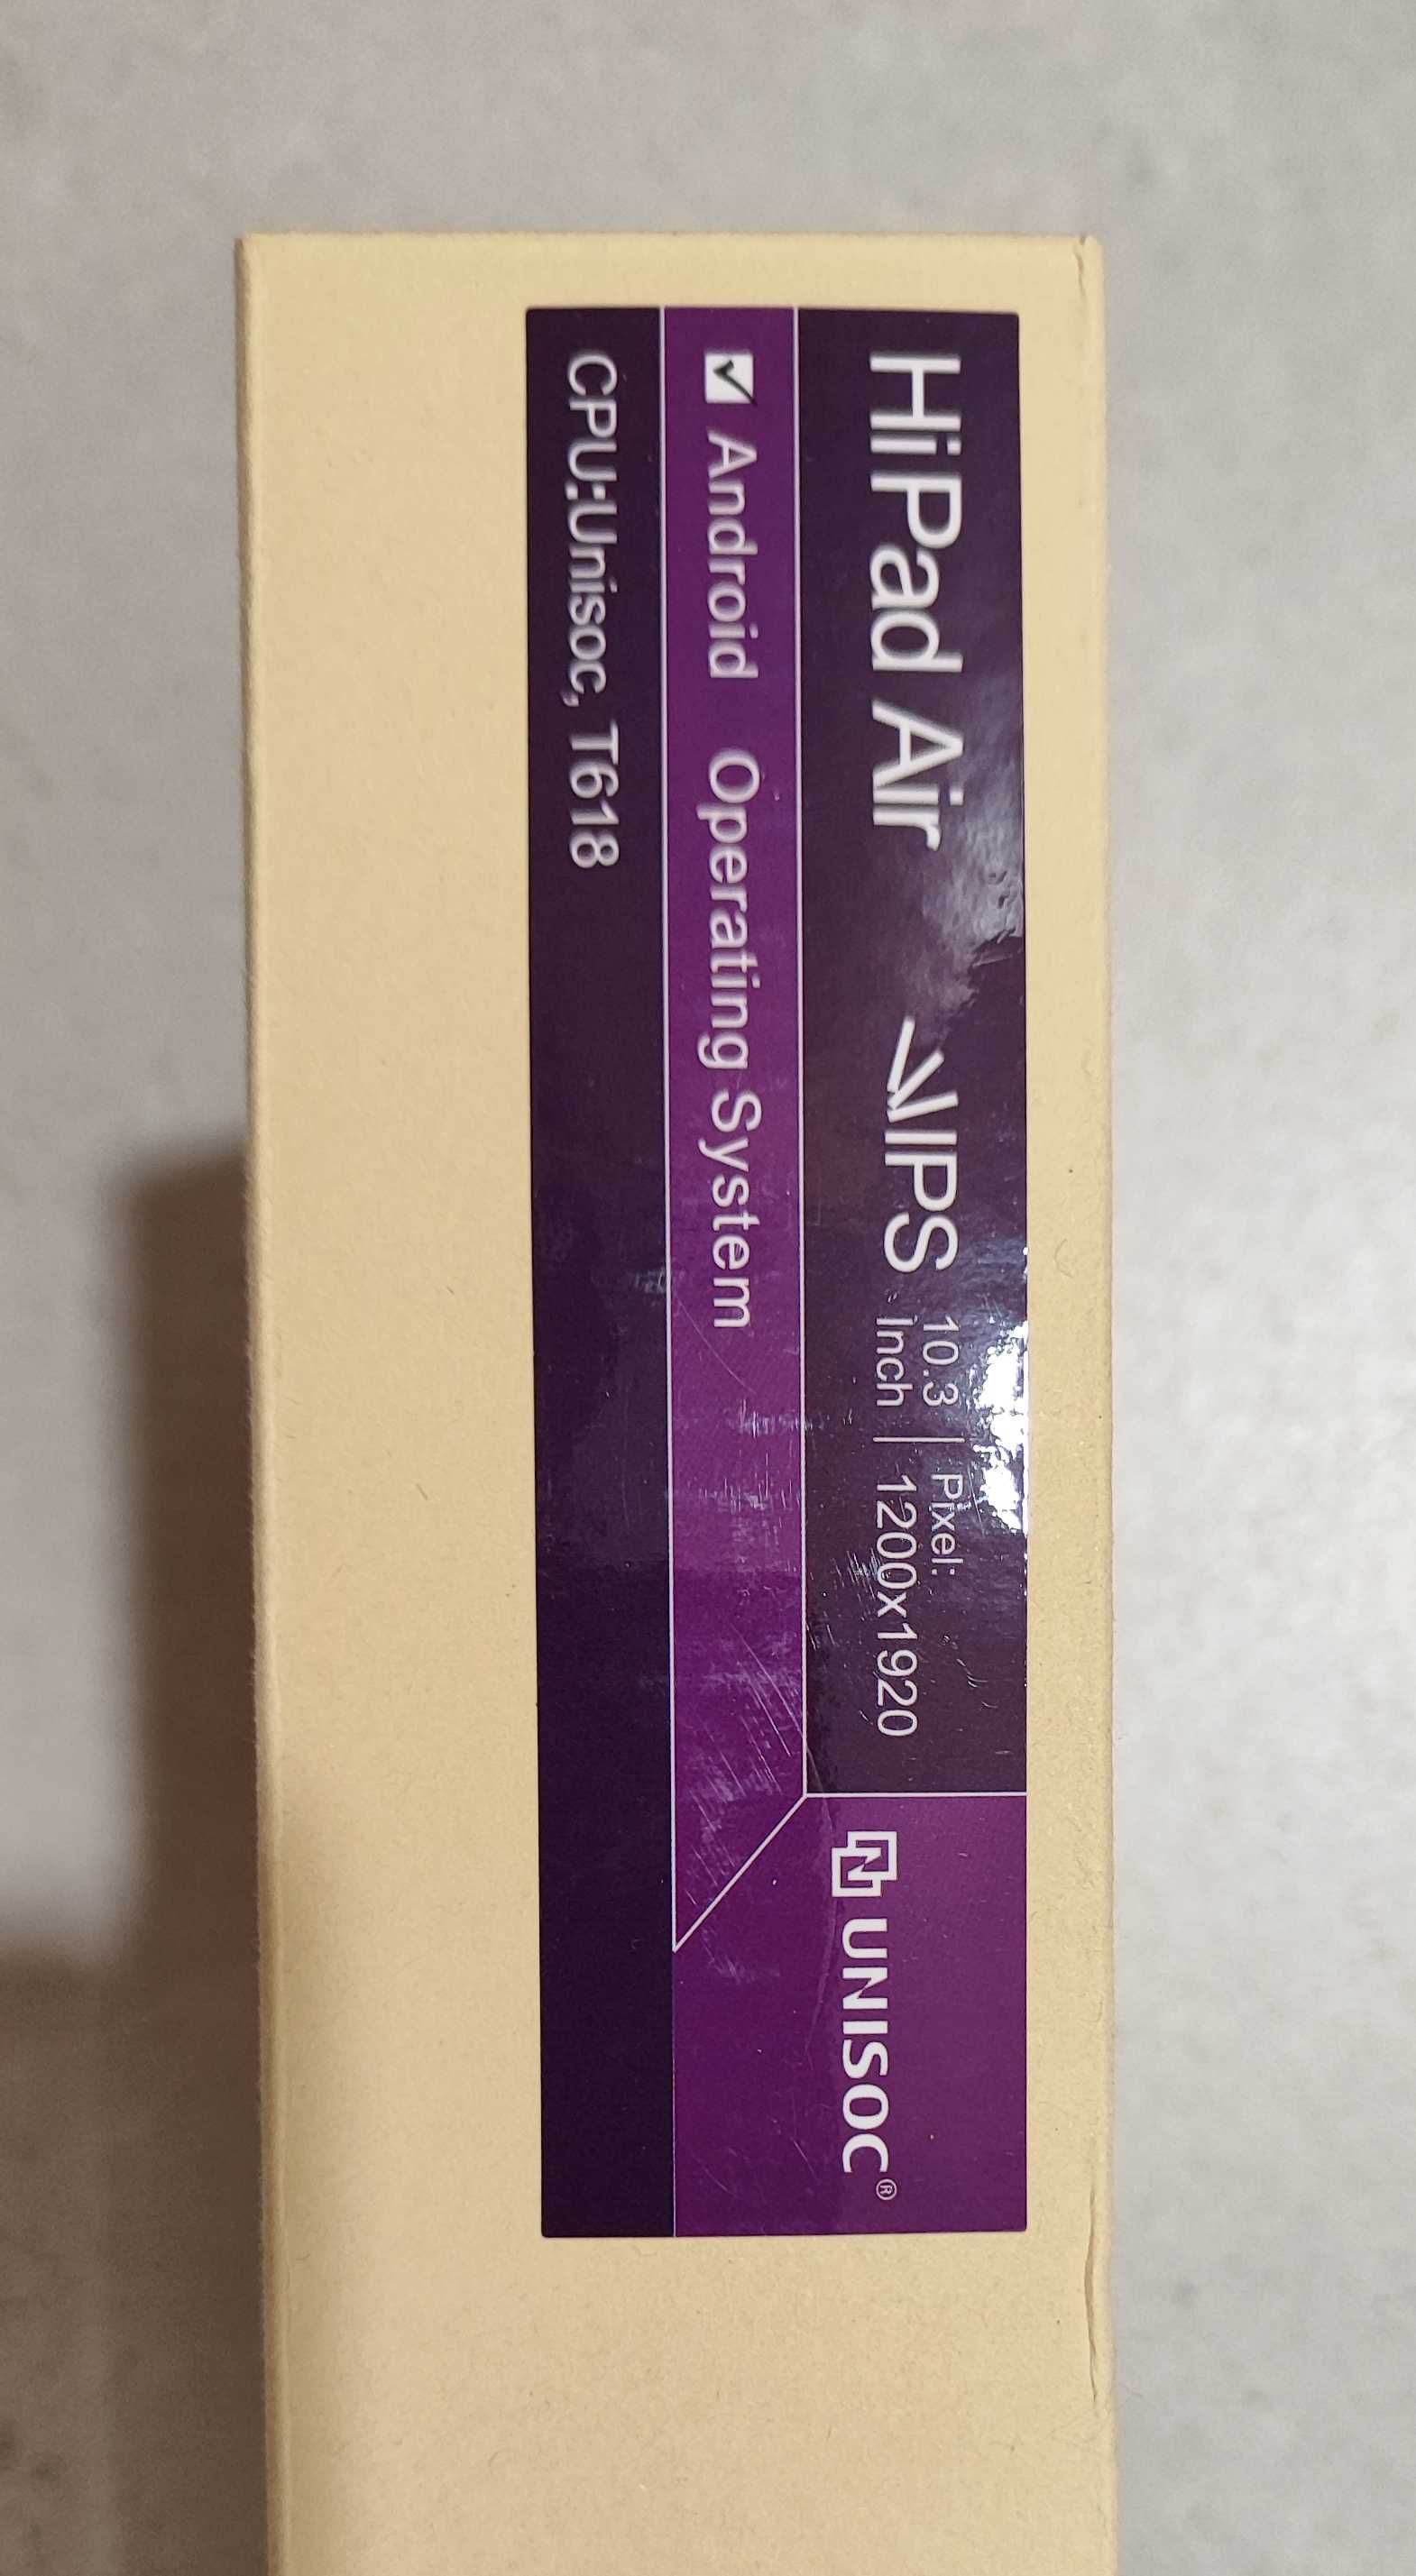 HiPad Air
IPS
10.3 | Pixel:
Inch | 1200x1920
UNISOC®
Android Operating System
CPU:Unisoc, T618